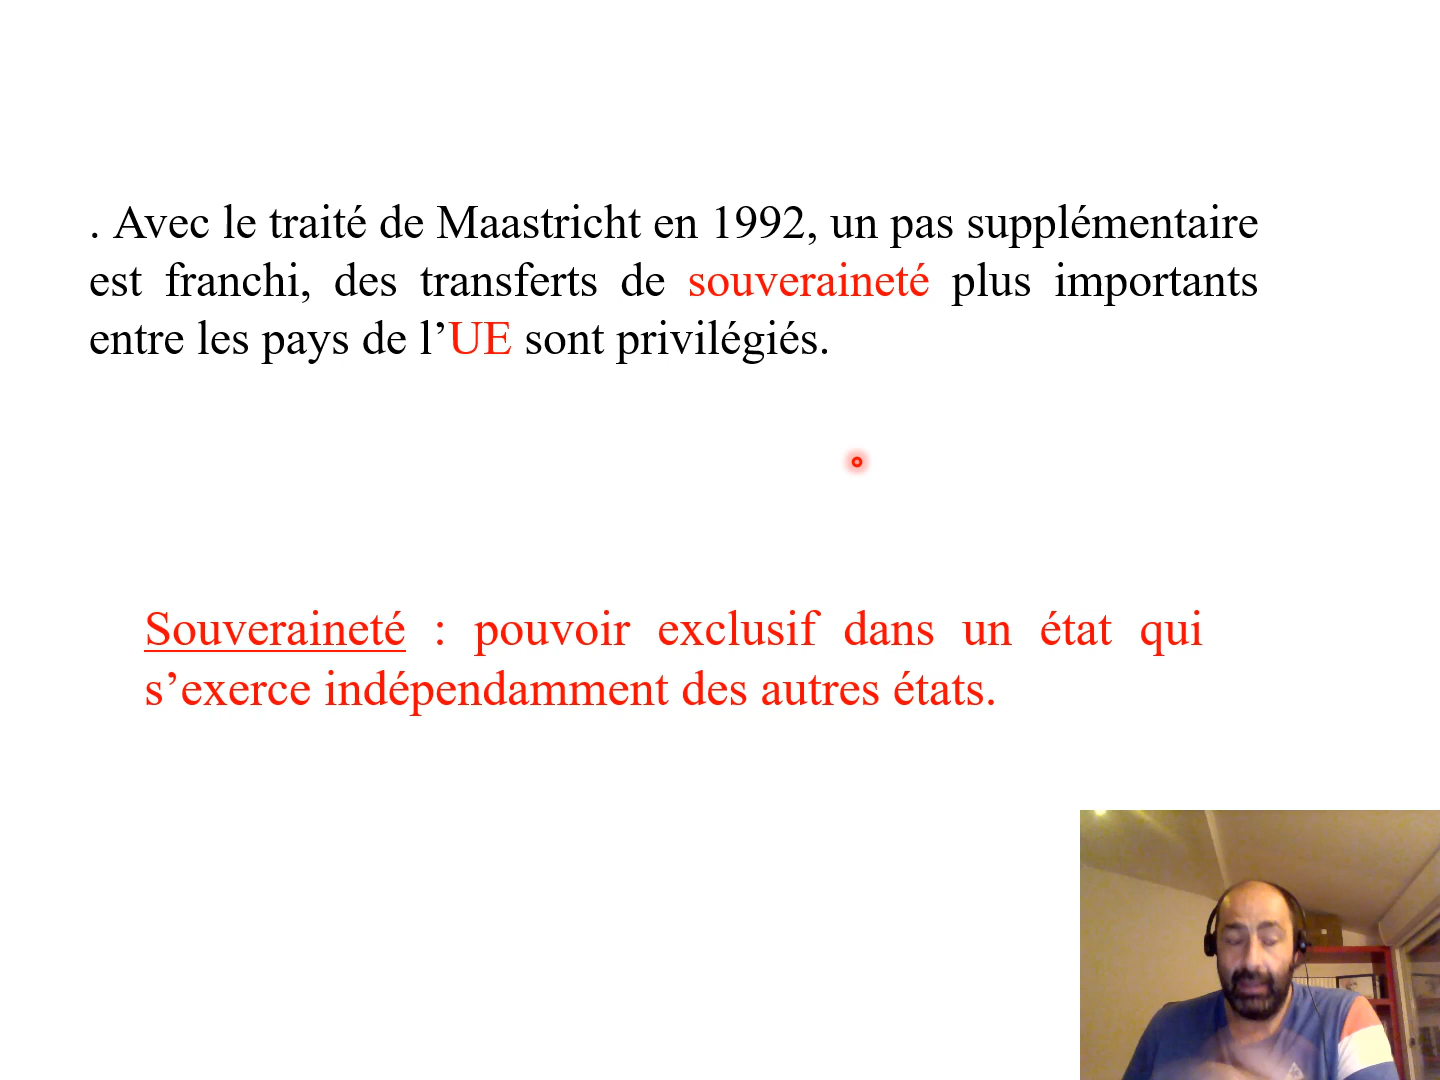 . Avec le traité de Maastricht en 1992, un pas supplémentaire
est franchi, des transferts de souveraineté plus importants
entre les pays de l’UE sont privilégiés.
Souveraineté : pouvoir exclusif dans un état qui
s’exerce indépendamment des autres états.